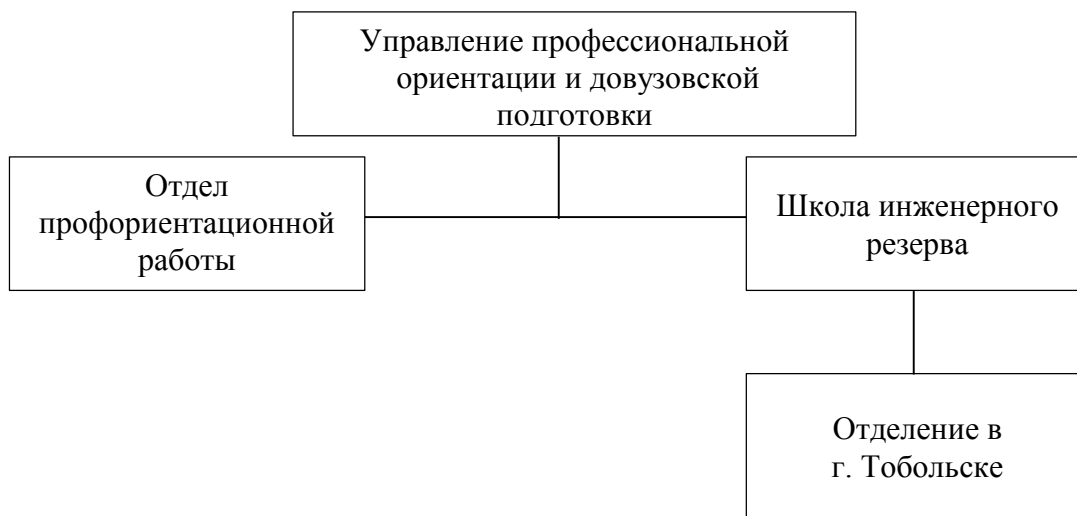 Управление профессиональной
ориентации и довузовской
подготовки
Отдел
профориентационной
работы
Школа инженерного
резерва
Отделение в
г. Тобольске